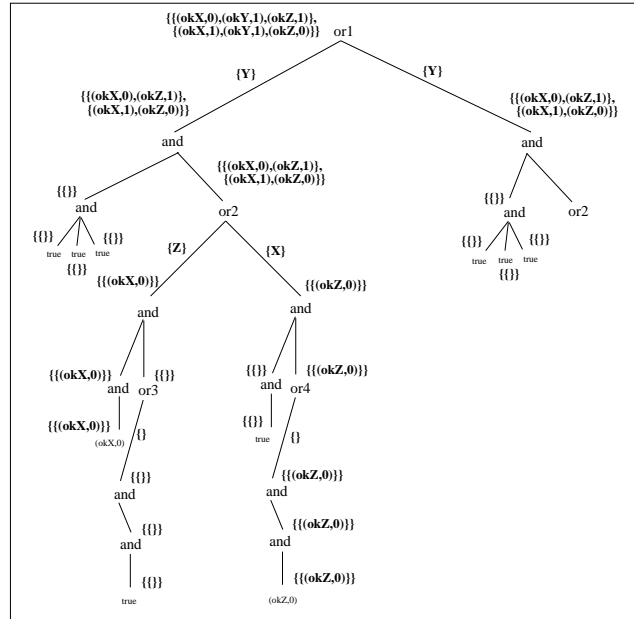 {{(okX,0),(okY,1),(okZ,1)},
{(okX,1),(okY,1),(okZ,0)}} or1
{Y} {Y}
{{(okX,0),(okZ,1)},
{(okX,1),(okZ,0)}}
and
{{(okX,0),(okZ,1)},
{(okX,1),(okZ,0)}}
and
{{(okX,0),(okZ,1)},
{(okX,1),(okZ,0)}}
{{}}
and or2
{{}} {{}}
true true true
{{}}
{{}}
and or2
{{}} {{}}
true true true
{{}}
{Z} {X}
{{(okX,0)}} {{(okZ,0)}}
and and
{{(okX,0)}} {{}} {{}} {{(okZ,0)}}
and or3 and or4
{{(okX,0)}} {{}}
(okX,0) {} true {}
{{}} {{(okZ,0)}}
and and
{{}} {{(okZ,0)}}
and and
{{}} {{(okZ,0)}}
true (okZ,0)